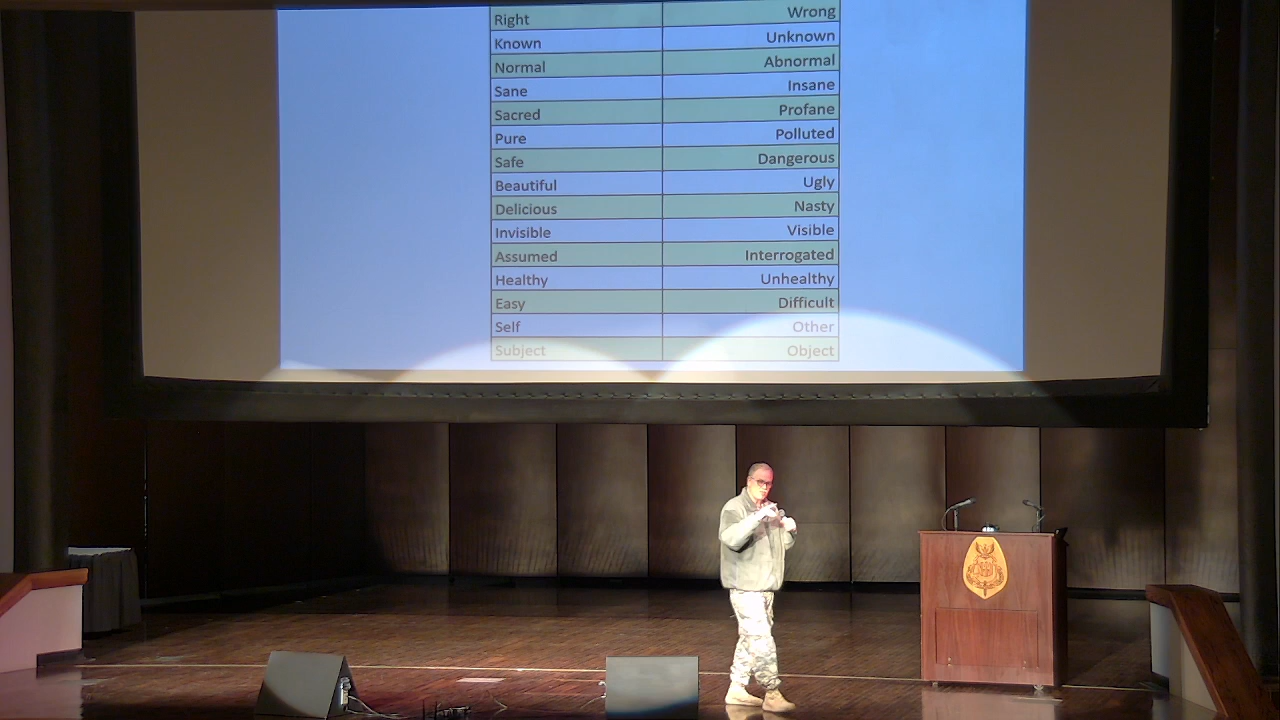 Right Wrong
Known Unknown
Normal Abnormal
Sane Insane
Sacred Profane
Pure Polluted
Safe Dangerous
Beautiful Ugly
Delicious Nasty
Invisible Visible
Assumed Interrogated
Healthy Unhealthy
Easy Difficult
Self Other
Subject Object